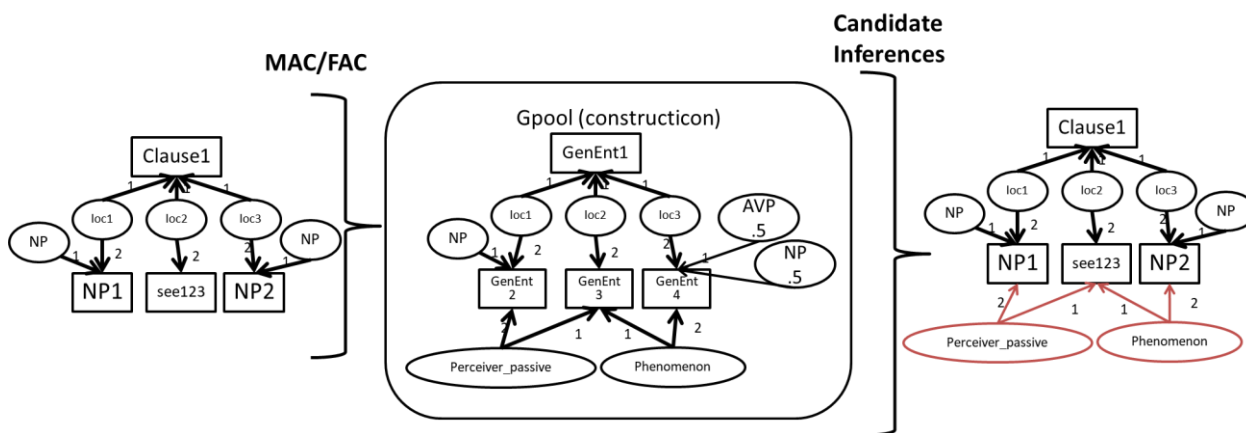 MAC/FAC
Candidate
Inferences
Clause1
1
1
1
loc1
loc2
loc3
NP
NP
1
2
2
2
1
NP1
see123
NP2
Gpool (constructicon)
GenEnt1
1
1
1
loc1
loc2
loc3
AVP
.5
NP
1
2
2
2
1
NP
.5
GenEnt
2
GenEnt
3
GenEnt
4
2
1
1
2
Perceiver_passive
Phenomenon
Clause1
1
1
1
loc1
loc2
loc3
NP
NP
1
2
2
2
1
NP1
see123
NP2
2
1
1
2
Perceiver_passive
Phenomenon